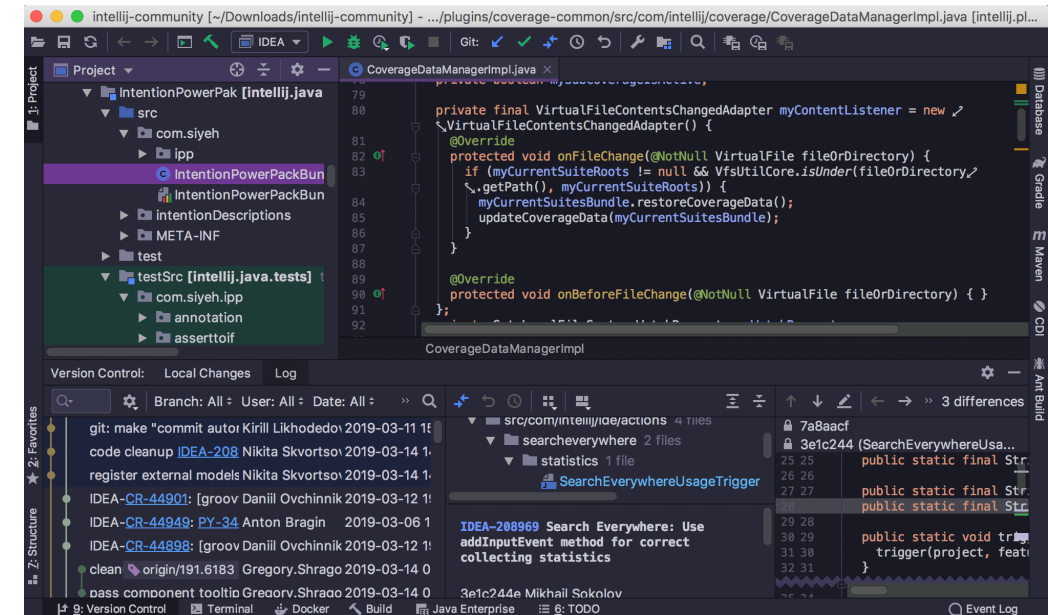 intellij-community [~/Downloads/intellij-community] - .../plugins/coverage-common/src/com/intellij/coverage/CoverageDataManagerImpl.java [intellij.pl...
IDEA
Git:
1: Project
Project
IntentionPowerPak [intellij.java
src
com.siyeh
ipp
IntentionPowerPackBun
IntentionPowerPackBun
intentionDescriptions
META-INF
test
testSrc [intellij.java.tests]
com.siyeh.ipp
annotation
asserttoif
CoverageDataManagerImpl.java
79
80 private final VirtualFileContentsChangedAdapter myContentListener = new
VirtualFileContentsChangedAdapter() {
81 @Override
82 protected void onFileChange(@NotNull VirtualFile fileOrDirectory) {
83 if (myCurrentSuiteRoots != null && VfsUtilCore.isUnder(fileOrDirectory
.getPath(), myCurrentSuiteRoots)) {
84 myCurrentSuitesBundle.restoreCoverageData();
85 updateCoverageData(myCurrentSuitesBundle);
86 }
87 }
88
89 @Override
90 protected void onBeforeFileChange(@NotNull VirtualFile fileOrDirectory) { }
91 };
92
CoverageDataManagerImpl
Database
Gradle
Maven
CDI
Ant Build
Version Control: Local Changes Log
Branch: All User: All Date: All »
2: Favorites
Z: Structure
git: make "commit autor Kirill Likhodedov 2019-03-11 15
code cleanup IDEA-208 Nikita Skvortsov 2019-03-14 14
register external models Nikita Skvortsov 2019-03-14 14
IDEA-CR-44901: [groov Daniil Ovchinnik 2019-03-12 19
IDEA-CR-44949: PY-34 Anton Bragin 2019-03-06 1
IDEA-CR-44898: [groov Daniil Ovchinnik 2019-03-12 19
clean origin/191.6183 Gregory.Shrago 2019-03-14 0
pass component tooltip Gregory.Shrago 2019-03-14 0
src/com/intellij/ide/actions 4 files
searcheverywhere 2 files
statistics 1 file
SearchEverywhereUsageTrigger
IDEA-208969 Search Everywhere: Use
addInputEvent method for correct
collecting statistics
3e1c244e Mikhail Sokolov
» 3 differences
7a8aacf
3e1c244 (SearchEverywhereUsa...
25 25 public static final Str
26 26
27 27 public static final Str
28 public static final Str
29 28
30 29 public static void trig
31 30 trigger(project, feat
32 31 }
9: Version Control Terminal Docker Build Java Enterprise 6: TODO Event Log